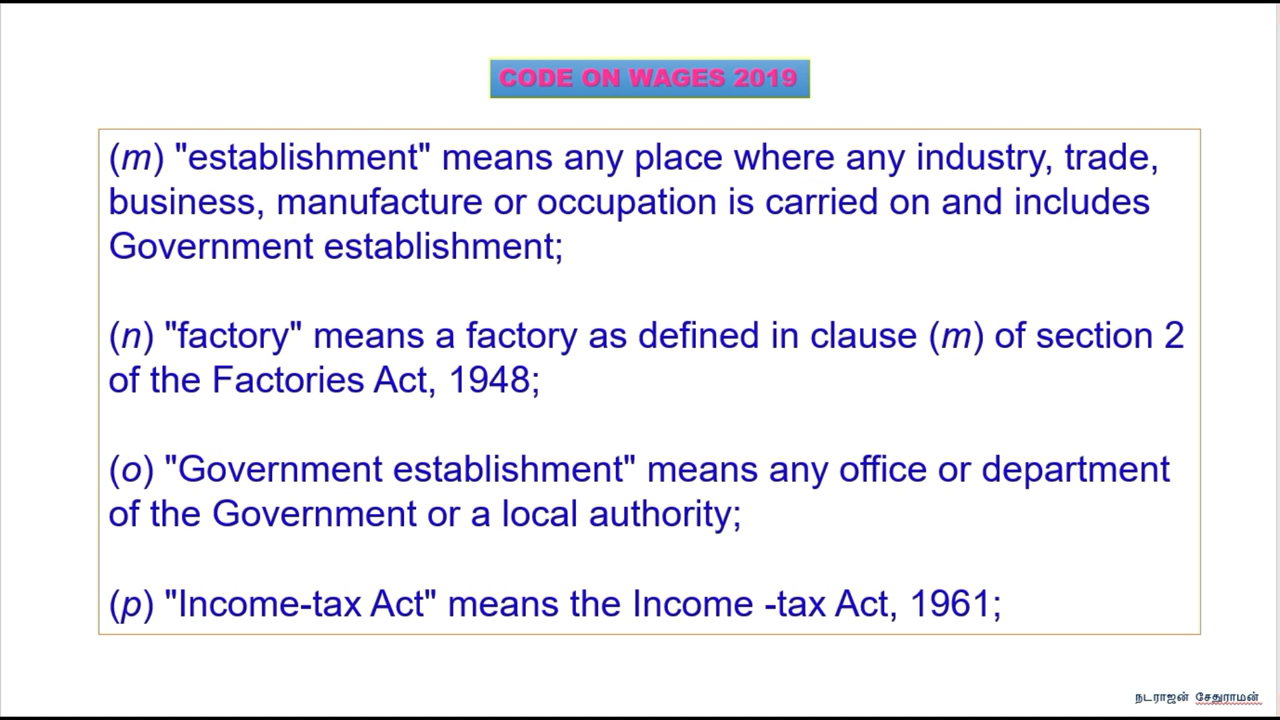 CODE ON WAGES 2019
(m) "establishment" means any place where any industry, trade,
business, manufacture or occupation is carried on and includes
Government establishment;
(n) "factory" means a factory as defined in clause (m) of section 2
of the Factories Act, 1948;
(o) "Government establishment" means any office or department
of the Government or a local authority;
(p) "Income-tax Act" means the Income -tax Act, 1961;
நடராஜன் சேதுராமன்